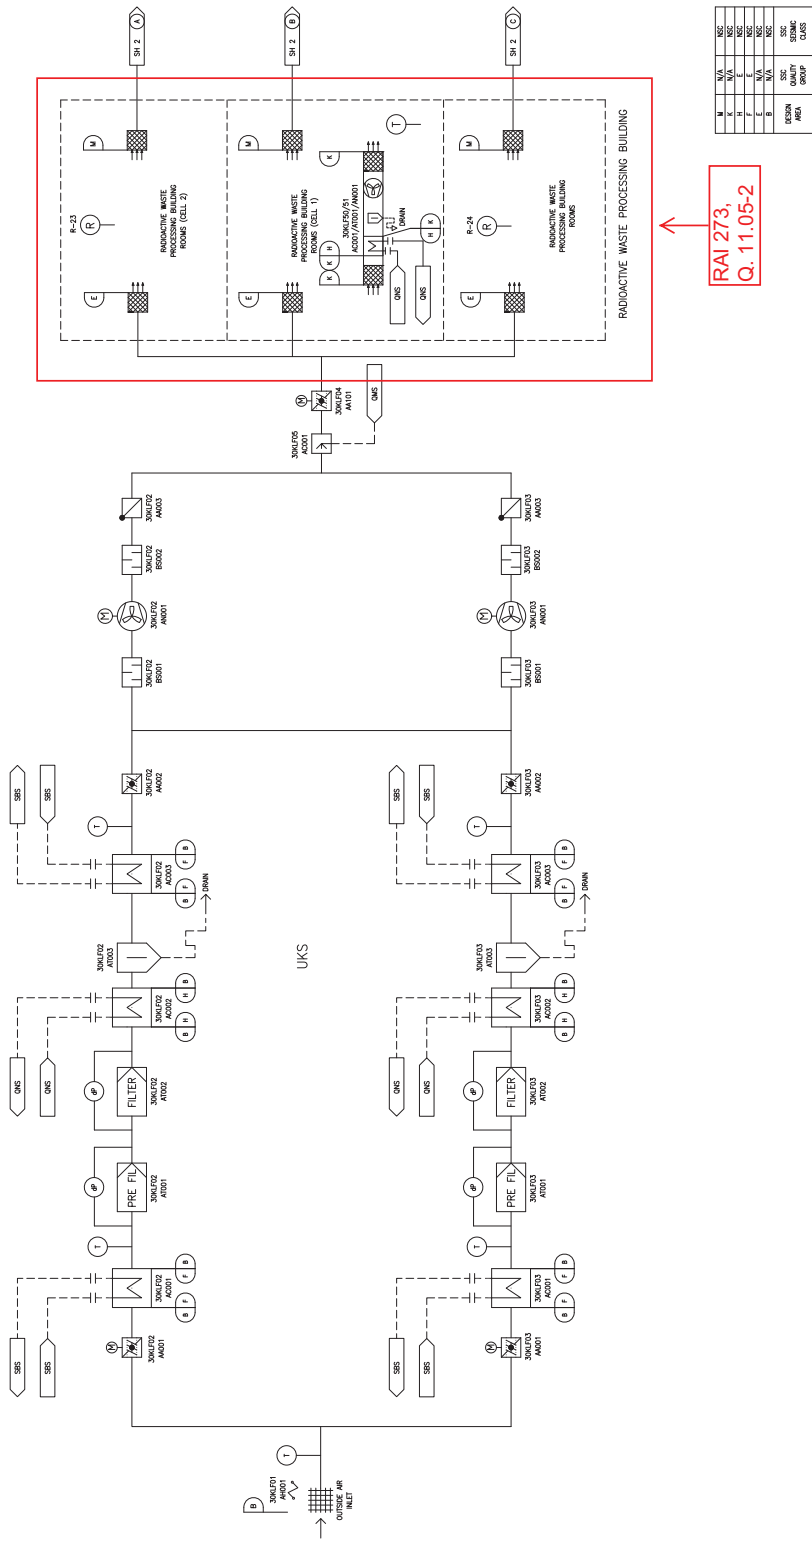 OUTSIDE AIR
INLET
B
30KLF01
AH001
T
M
30KLF02
AA001
SBS
SBS
30KLF02
AC001
B
F
F
B
T
dP
PRE FIL
30KLF02
AT001
dP
FILTER
30KLF02
AT002
QNS
QNS
30KLF02
AC002
B
H
H
B
30KLF02
AT003
DRAIN
SBS
SBS
30KLF02
AC003
B
F
F
B
T
30KLF02
AA002
30KLF02
BS001
M
30KLF02
AN001
30KLF02
BS002
30KLF02
AA003
UKS
M
30KLF03
AA001
SBS
SBS
30KLF03
AC001
B
F
F
B
T
dP
PRE FIL
30KLF03
AT001
dP
FILTER
30KLF03
AT002
QNS
QNS
30KLF03
AC002
B
H
H
B
30KLF03
AT003
DRAIN
SBS
SBS
30KLF03
AC003
B
F
F
B
T
30KLF03
AA002
30KLF03
BS001
M
30KLF03
AN001
30KLF03
BS002
30KLF03
AA003
30KLF05
AC001
QMS
M
30KLF04
AA101
E
R-23
R
RADIOACTIVE WASTE
PROCESSING BUILDING
ROOMS (CELL 2)
M
SH 2
A
E
RADIOACTIVE WASTE
PROCESSING BUILDING
ROOMS (CELL 1)
30KLF50/51
AC001/AT001/AN001
K
K
H
K
QNS
QNS
DRAIN
H
K
T
M
SH 2
B
E
R-24
R
RADIOACTIVE WASTE
PROCESSING BUILDING
ROOMS
M
SH 2
C
RADIOACTIVE WASTE PROCESSING BUILDING
RAI 273,
Q. 11.05-2
M N/A NSC
K N/A NSC
H E NSC
F E NSC
E N/A NSC
B N/A NSC
DESIGN AREA
SSC QUALITY GROUP
SSC SEISMIC CLASS